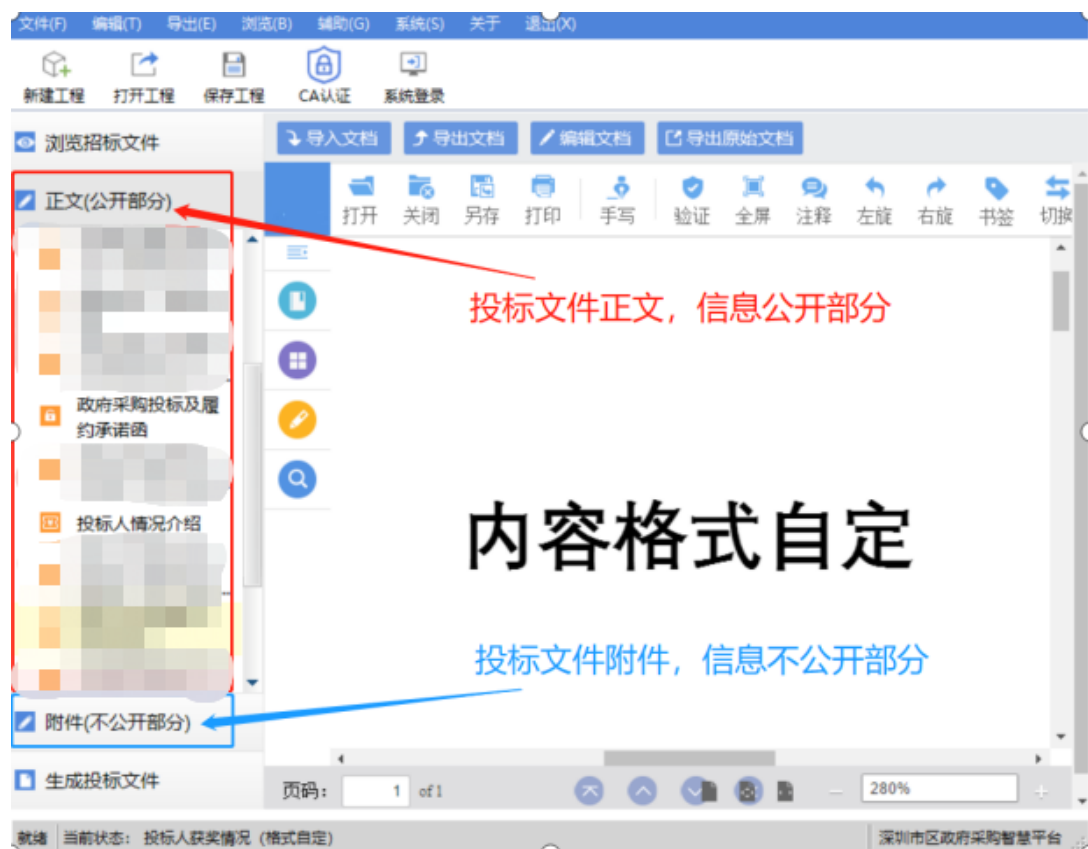 文件(F) 编辑(T) 导出(E) 浏览(B) 辅助(G) 系统(S) 关于 退出(X)
新建工程 打开工程 保存工程 CA认证 系统登录
浏览招标文件
导入文档 导出文档 编辑文档 导出原始文档
正文(公开部分)
打开 关闭 另存 打印 手写 验证 全屏 注释 左旋 右旋 书签 切换
投标文件正文，信息公开部分
政府采购投标及履
约承诺函
投标人情况介绍
内容格式自定
投标文件附件，信息不公开部分
附件(不公开部分)
生成投标文件
页码: 1 of 1 280%
就绪 当前状态: 投标人获奖情况 (格式自定) 深圳市区政府采购智慧平台